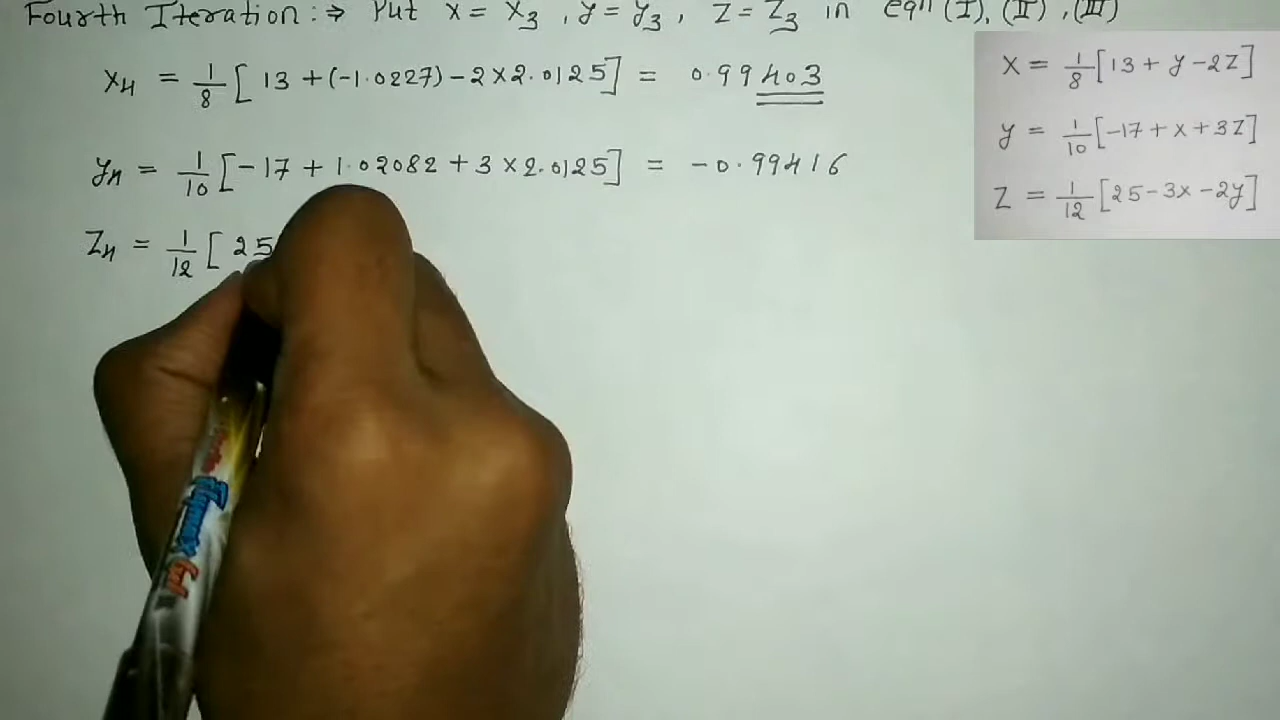 Fourth Iteration :⇒ Put x = x₃ , y = y₃ , z = z₃ in eqn (I), (II) , (III)
x₄ = 1/8 [ 13 + (-1.0227) - 2 × 2.0125 ] = 0.99403
y₄ = 1/10 [ -17 + 1.02082 + 3 × 2.0125 ] = -0.99416
z₄ = 1/12 [ 25
x = 1/8 [13 + y - 2z]
y = 1/10 [-17 + x + 3z]
z = 1/12 [25 - 3x - 2y]